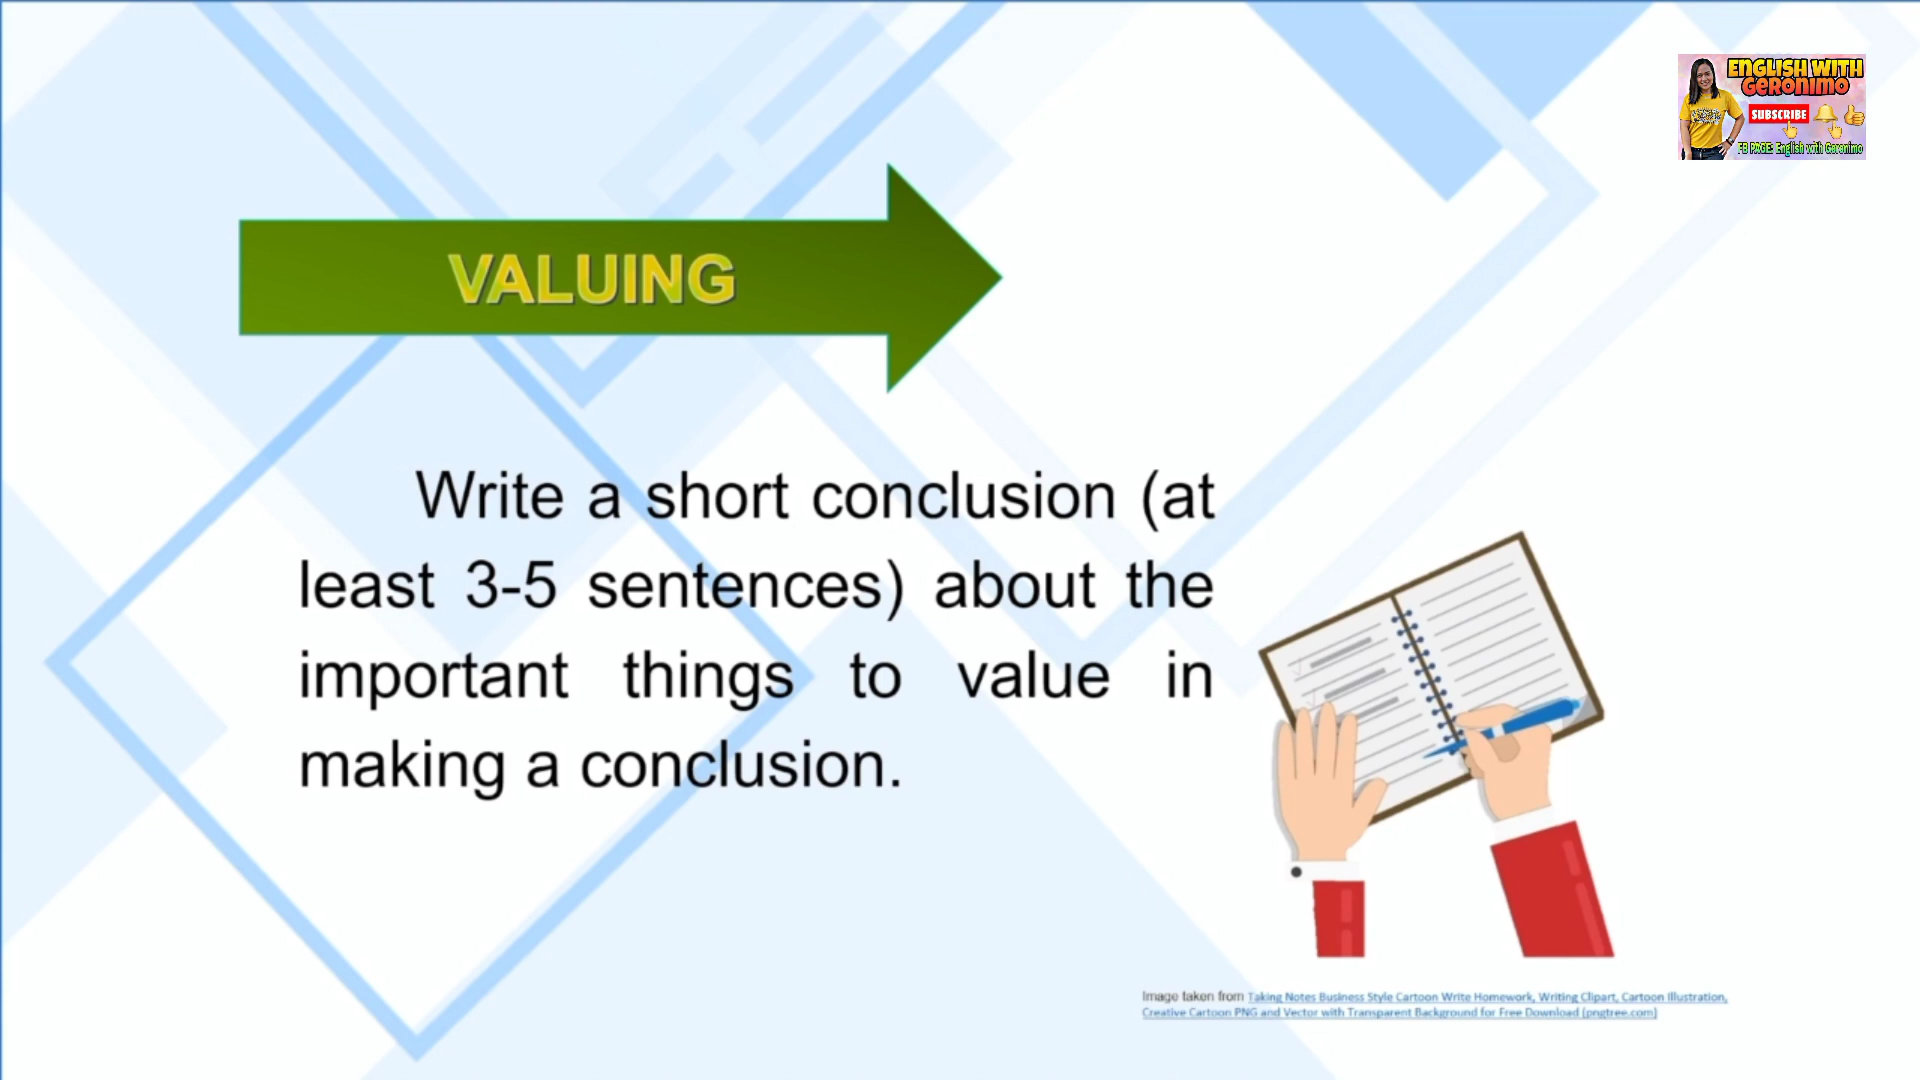 ENGLISH WITH
GERONIMO
SUBSCRIBE
FB PAGE: English with Geronimo
VALUING
Write a short conclusion (at
least 3-5 sentences) about the
important things to value in
making a conclusion.
Image taken from Taking Notes Business Style Cartoon Write Homework, Writing Clipart, Cartoon Illustration,
Creative Cartoon PNG and Vector with Transparent Background for Free Download (pngtree.com)